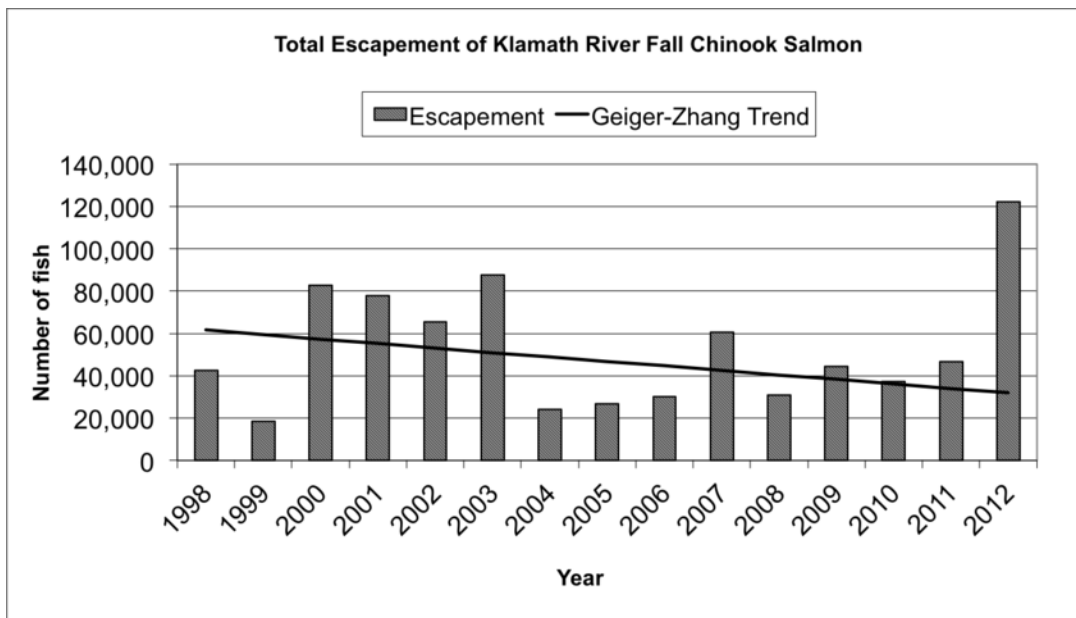 Total Escapement of Klamath River Fall Chinook Salmon
Escapement Geiger-Zhang Trend
140,000
120,000
100,000
80,000
60,000
40,000
20,000
0
Number of fish
1998 1999 2000 2001 2002 2003 2004 2005 2006 2007 2008 2009 2010 2011 2012
Year